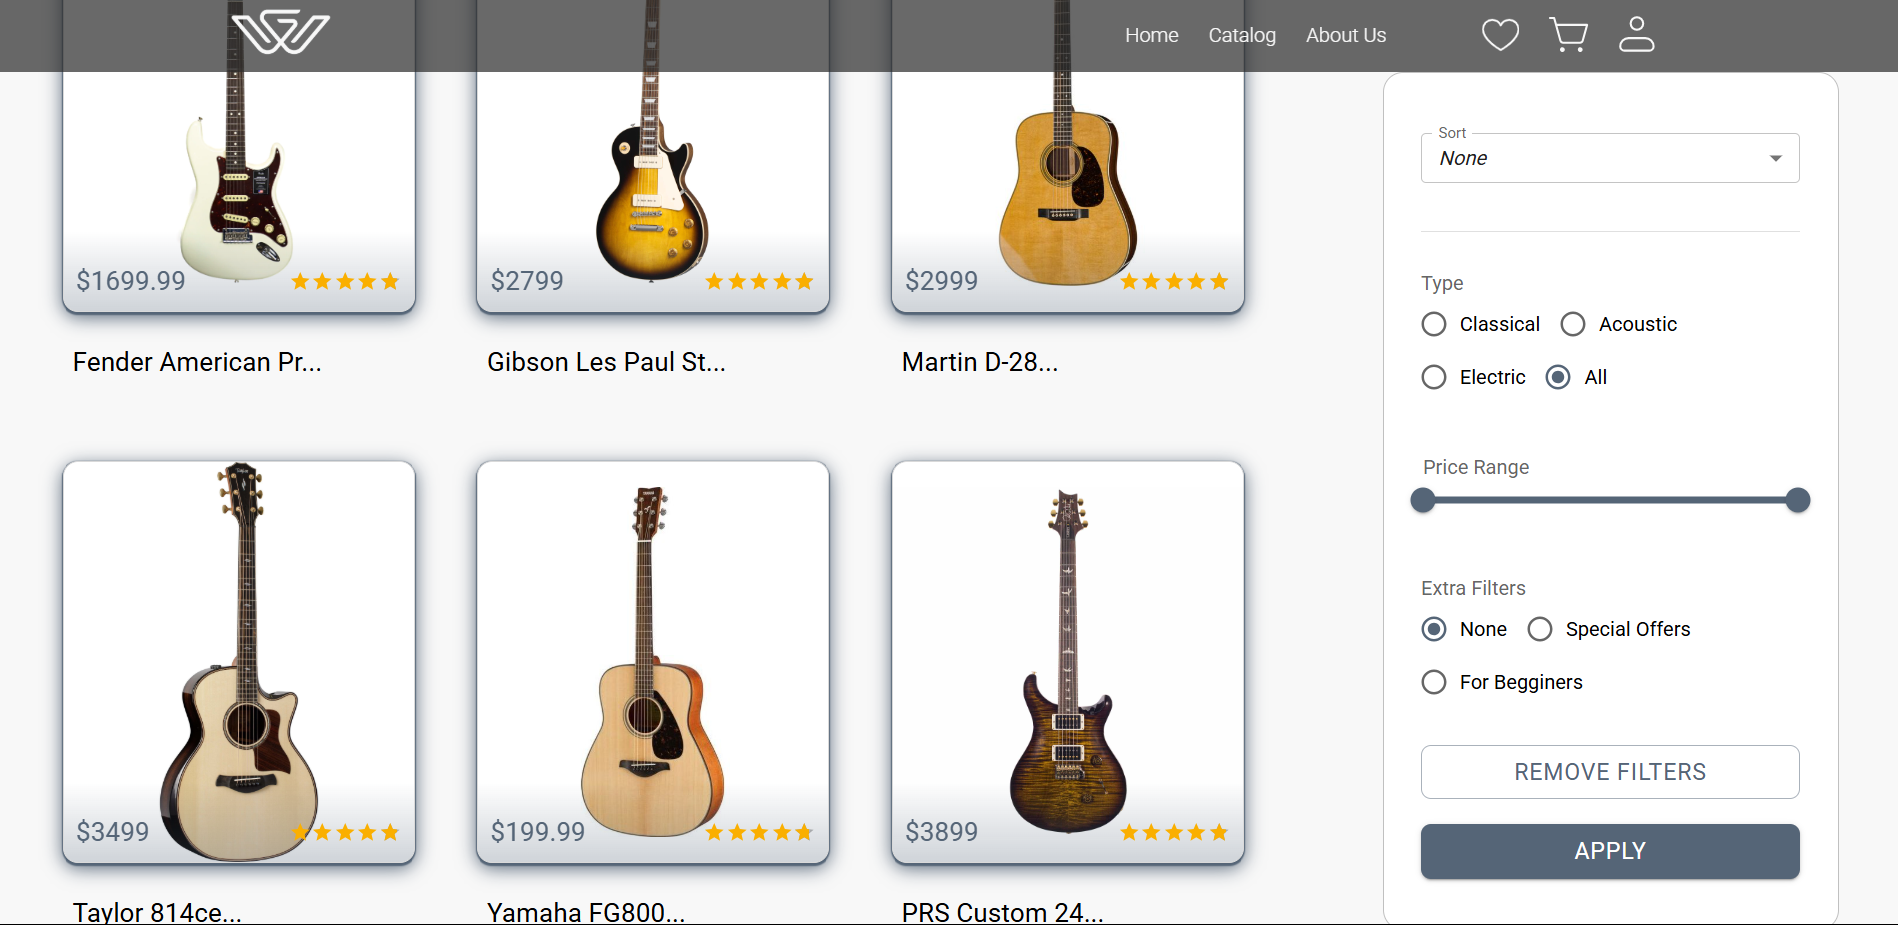 Home Catalog About Us
$1699.99
$2799
$2999
Fender American Pr...
Gibson Les Paul St...
Martin D-28...
$3499
$199.99
$3899
Taylor 814ce...
Yamaha FG800...
PRS Custom 24...
Sort
None
Type
Classical Acoustic
Electric All
Price Range
Extra Filters
None Special Offers
For Begginers
REMOVE FILTERS
APPLY